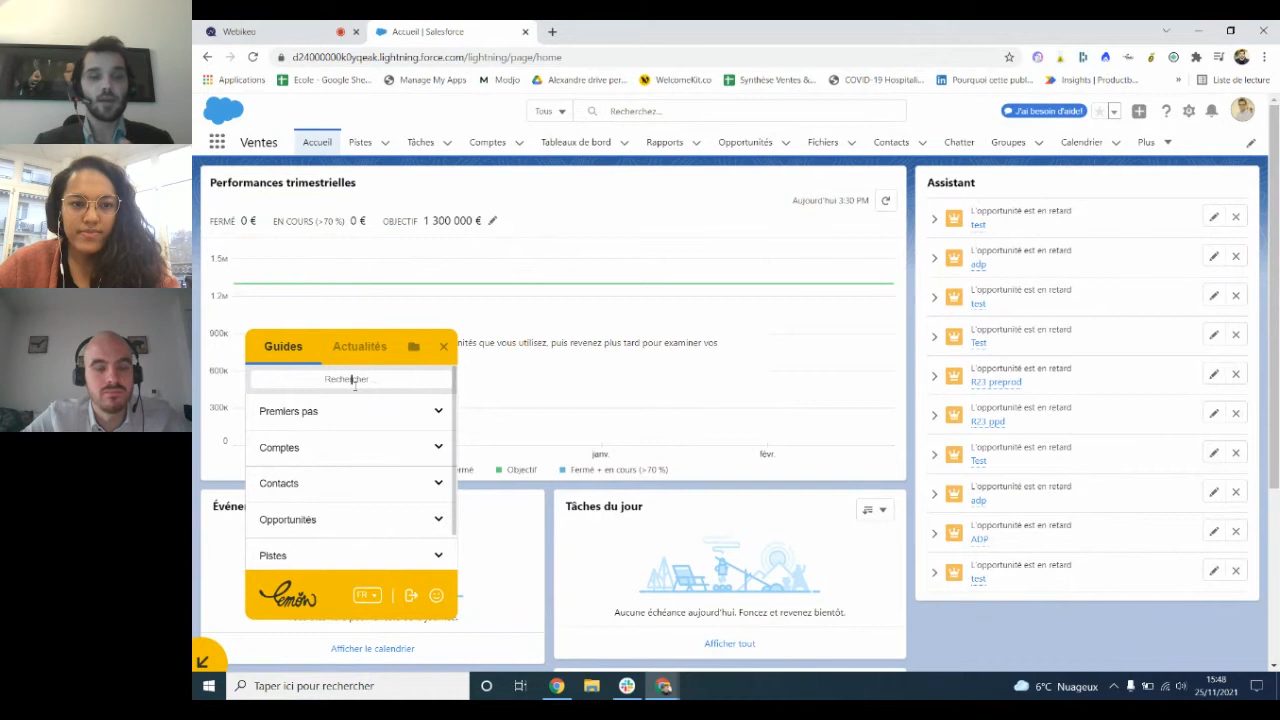 Webikeo
Accueil | Salesforce
d24000000k0yqeak.lightning.force.com/lightning/page/home
Applications
Ecole - Google She...
Manage My Apps
Modjo
Alexandre drive per...
WelcomeKit.co
Synthèse Ventes &...
COVID-19 Hospitali...
Pourquoi cette publ...
Insights | Productb...
»
Liste de lecture
Tous
Recherchez...
J'ai besoin d'aide!
Ventes
Accueil
Pistes
Tâches
Comptes
Tableaux de bord
Rapports
Opportunités
Fichiers
Contacts
Chatter
Groupes
Calendrier
Plus
Performances trimestrielles
Aujourd'hui 3:30 PM
FERMÉ 0 €
EN COURS (>70 %) 0 €
OBJECTIF 1 300 000 €
1.5м
1.2м
900к
600к
300к
0
nités que vous utilisez, puis revenez plus tard pour examiner vos
janv.
févr.
rmé
Objectif
Fermé + en cours (>70 %)
Guides
Actualités
Rechercher ...
Premiers pas
Comptes
Contacts
Opportunités
Pistes
lemon
FR
Événe
Afficher le calendrier
Tâches du jour
Aucune échéance aujourd'hui. Foncez et revenez bientôt.
Afficher tout
Assistant
L'opportunité est en retard
test
L'opportunité est en retard
adp
L'opportunité est en retard
test
L'opportunité est en retard
Test
L'opportunité est en retard
R23 preprod
L'opportunité est en retard
R23 ppd
L'opportunité est en retard
Test
L'opportunité est en retard
adp
L'opportunité est en retard
ADP
L'opportunité est en retard
test
Taper ici pour rechercher
6°C Nuageux
15:48
25/11/2021